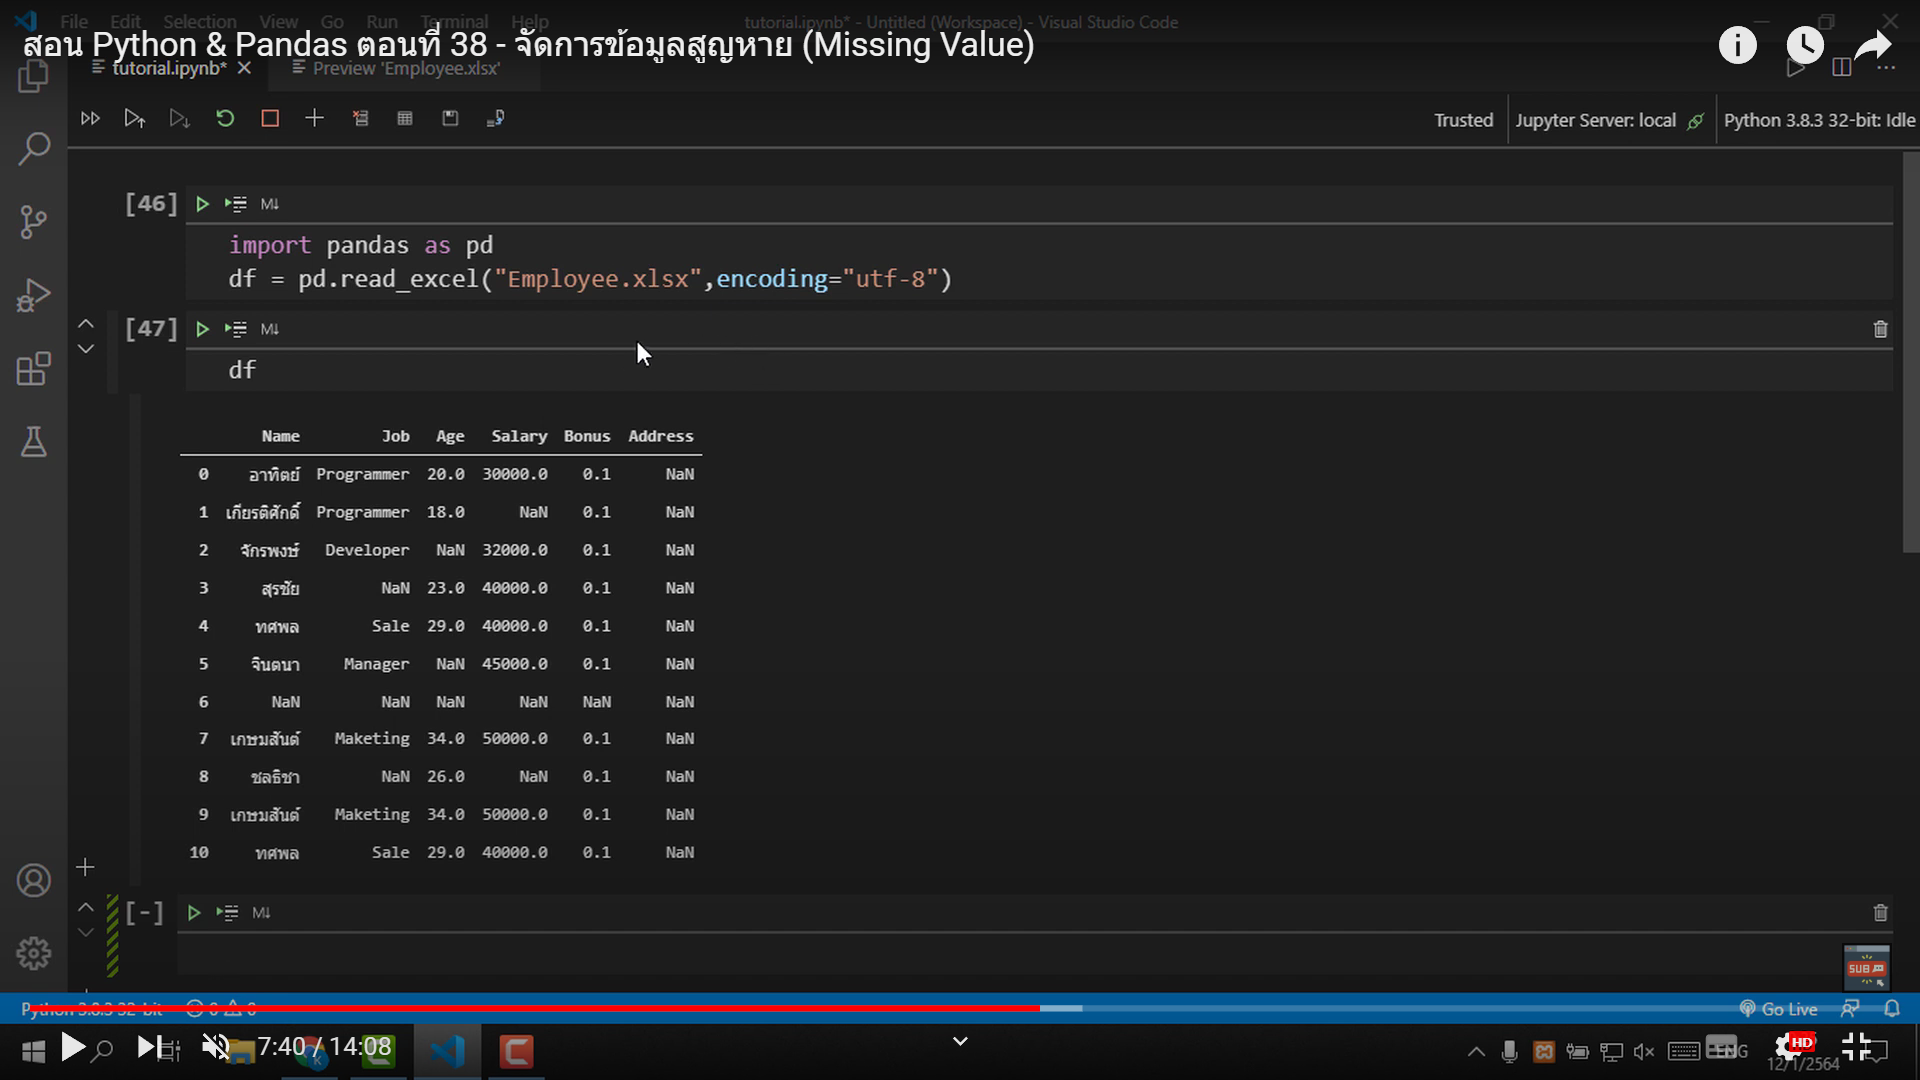 File Edit Selection View Go Run Terminal Help tutorial.ipynb* - Untitled (Workspace) - Visual Studio Code
สอน Python & Pandas ตอนที่ 38 - จัดการข้อมูลสูญหาย (Missing Value)
tutorial.ipynb* Preview 'Employee.xlsx'
Trusted Jupyter Server: local Python 3.8.3 32-bit: Idle
[46] M↓
import pandas as pd
df = pd.read_excel("Employee.xlsx",encoding="utf-8")
[47] M↓
df
Name Job Age Salary Bonus Address
0 อาทิตย์ Programmer 20.0 30000.0 0.1 NaN
1 เกียรติศักดิ์ Programmer 18.0 NaN 0.1 NaN
2 จักรพงษ์ Developer NaN 32000.0 0.1 NaN
3 สุรชัย NaN 23.0 40000.0 0.1 NaN
4 ทศพล Sale 29.0 40000.0 0.1 NaN
5 จินตนา Manager NaN 45000.0 0.1 NaN
6 NaN NaN NaN NaN NaN NaN
7 เกษมสันต์ Maketing 34.0 50000.0 0.1 NaN
8 ชลธิชา NaN 26.0 NaN 0.1 NaN
9 เกษมสันต์ Maketing 34.0 50000.0 0.1 NaN
10 ทศพล Sale 29.0 40000.0 0.1 NaN
[-] M↓
SUB
Python 3.8.3 32-bit 0 0 Go Live
7:40 / 14:08 ENG HD
12/1/2564